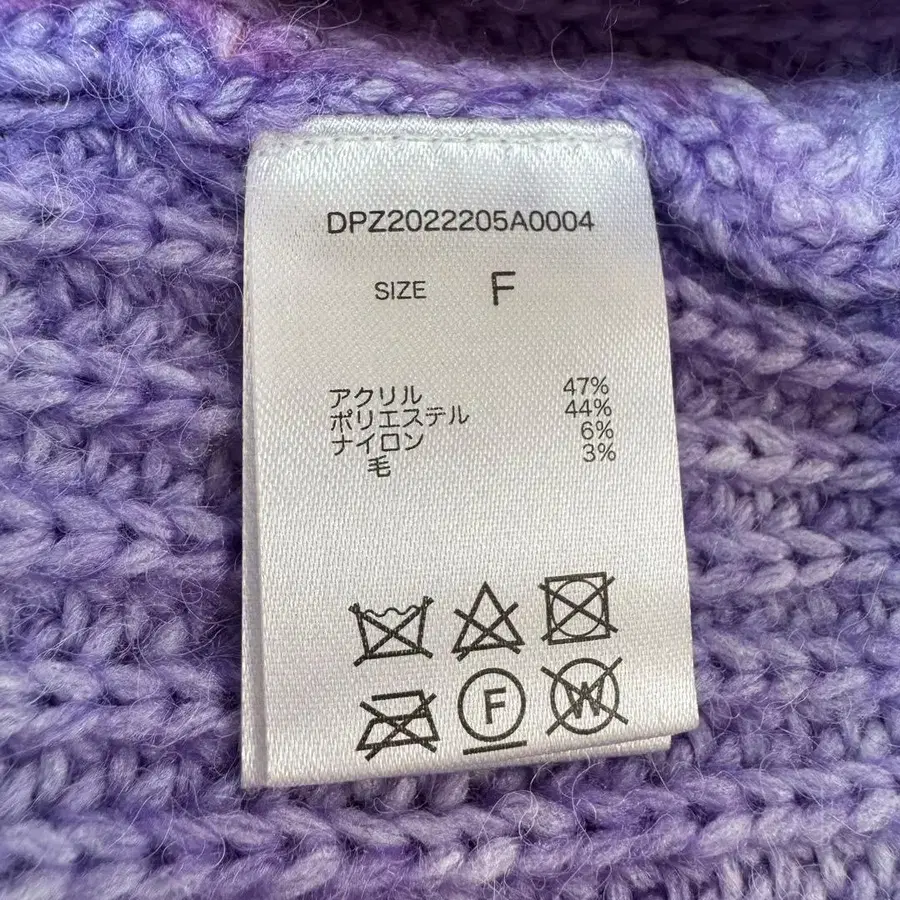 DPZ2022205A0004
SIZE F
アクリル 47%
ポリエステル 44%
ナイロン 6%
毛 3%
F W